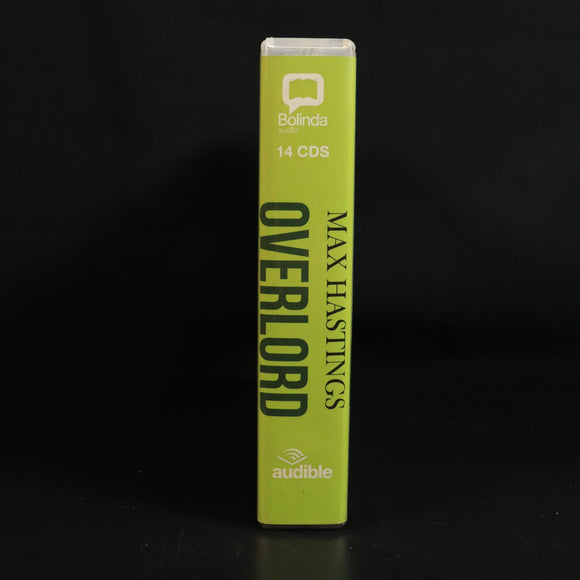 Bolinda
audio
14 CDS
MAX HASTINGS
OVERLORD
audible